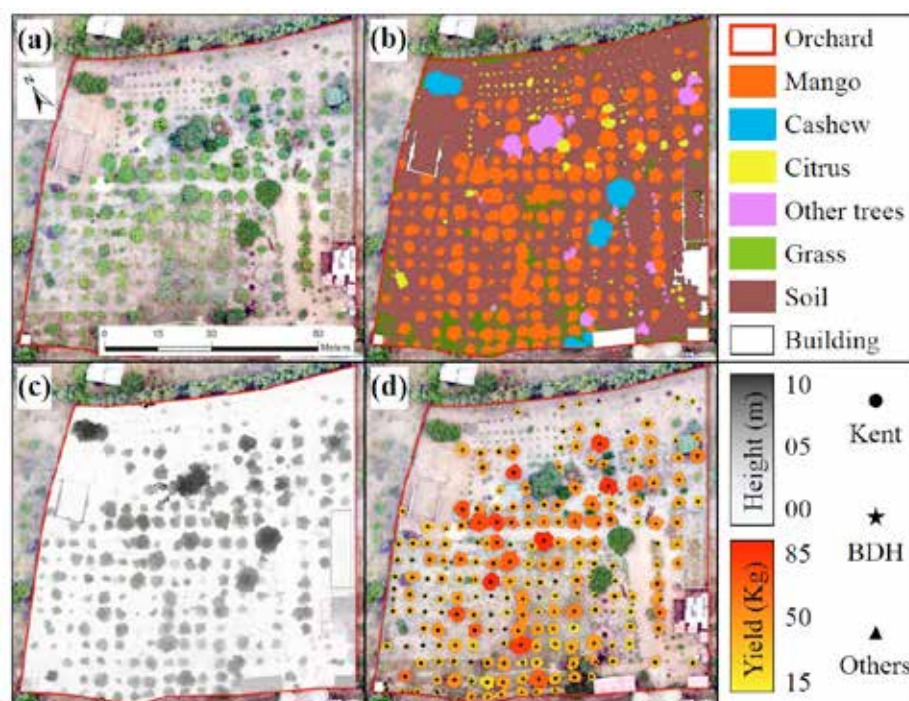 (a)
(b)
Orchard
Mango
Cashew
Citrus
Other trees
Grass
Soil
Building
0 15 30 60
Meters
(c)
(d)
Height (m)
10
05
00
Kent
BDH
Yield (Kg)
85
50
15
Others